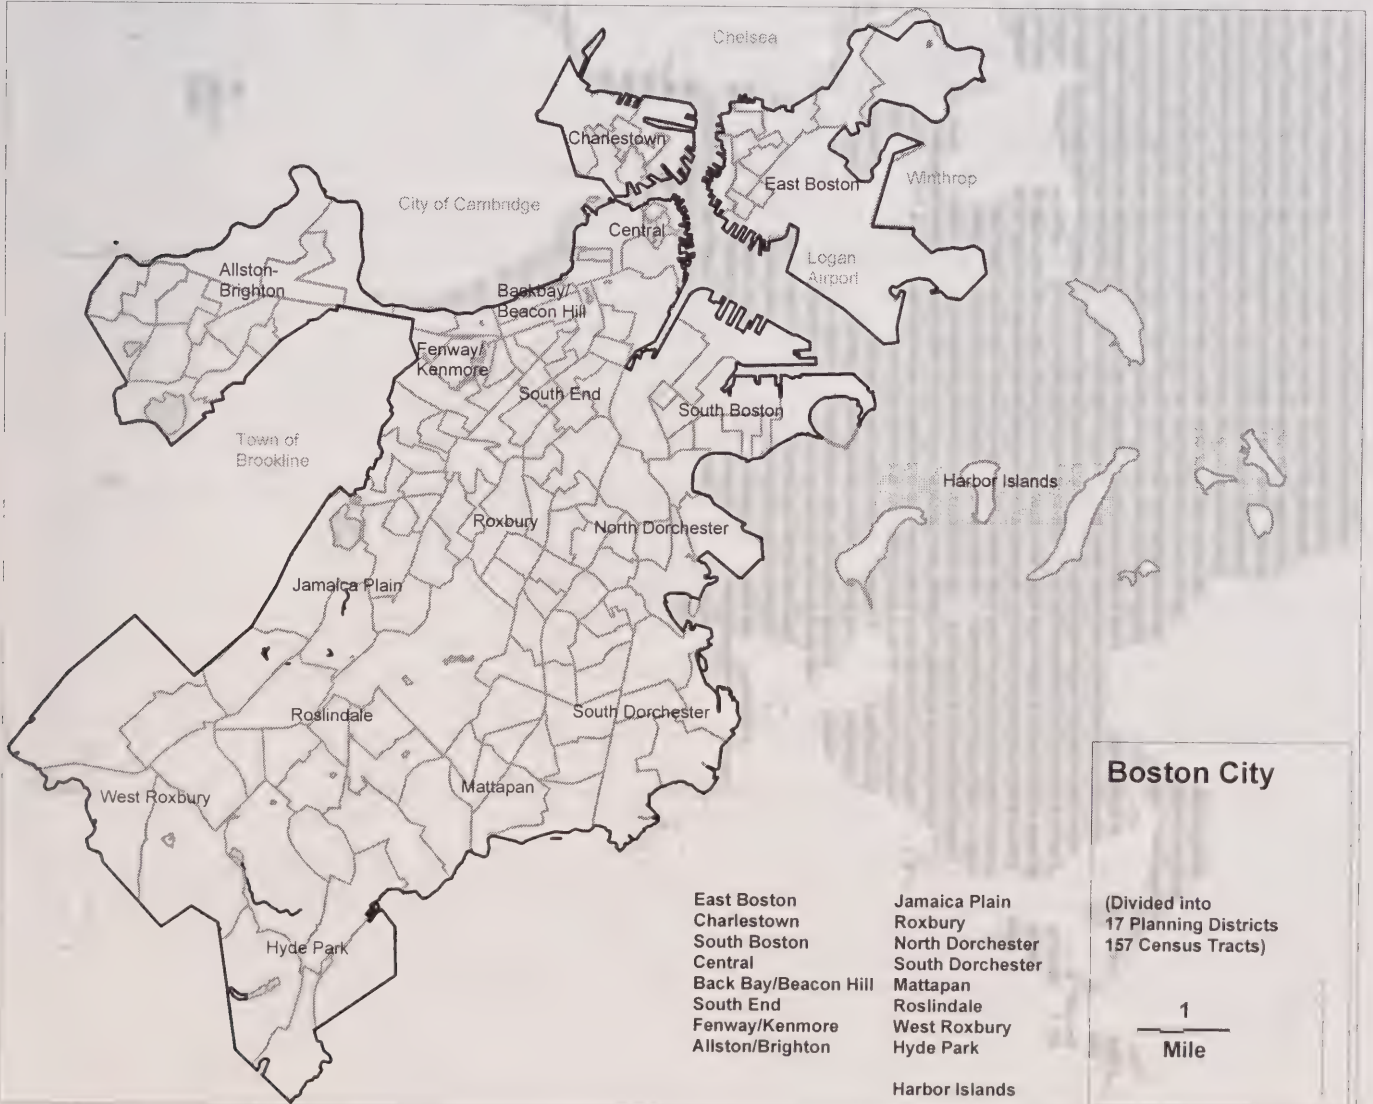 Chelsea
Charlestown
East Boston
Winthrop
City of Cambridge
Central
Logan
Airport
Allston-
Brighton
Backbay/
Beacon Hill
Fenway/
Kenmore
South End
South Boston
Town of
Brookline
Harbor Islands
Roxbury
North Dorchester
Jamaica Plain
Roslindale
South Dorchester
West Roxbury
Mattapan
Hyde Park
Boston City
(Divided into
17 Planning Districts
157 Census Tracts)
1
Mile
East Boston
Charlestown
South Boston
Central
Back Bay/Beacon Hill
South End
Fenway/Kenmore
Allston/Brighton
Jamaica Plain
Roxbury
North Dorchester
South Dorchester
Mattapan
Roslindale
West Roxbury
Hyde Park
Harbor Islands